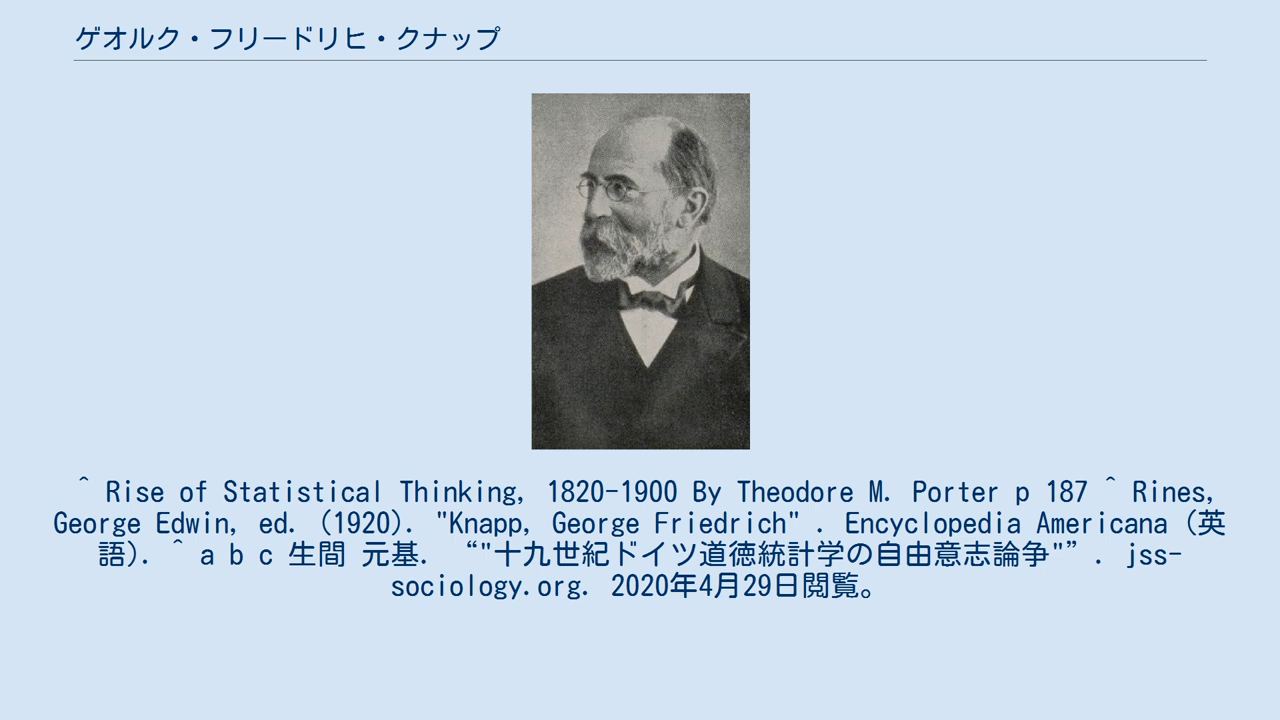 ゲオルク・フリードリヒ・クナップ
^ Rise of Statistical Thinking, 1820-1900 By Theodore M. Porter p 187 ^ Rines,
George Edwin, ed. (1920). "Knapp, George Friedrich" . Encyclopedia Americana (英
語). ^ a b c 生間 元基. “"十九世紀ドイツ道徳統計学の自由意志論争"”. jss-
sociology.org. 2020年4月29日閲覧。